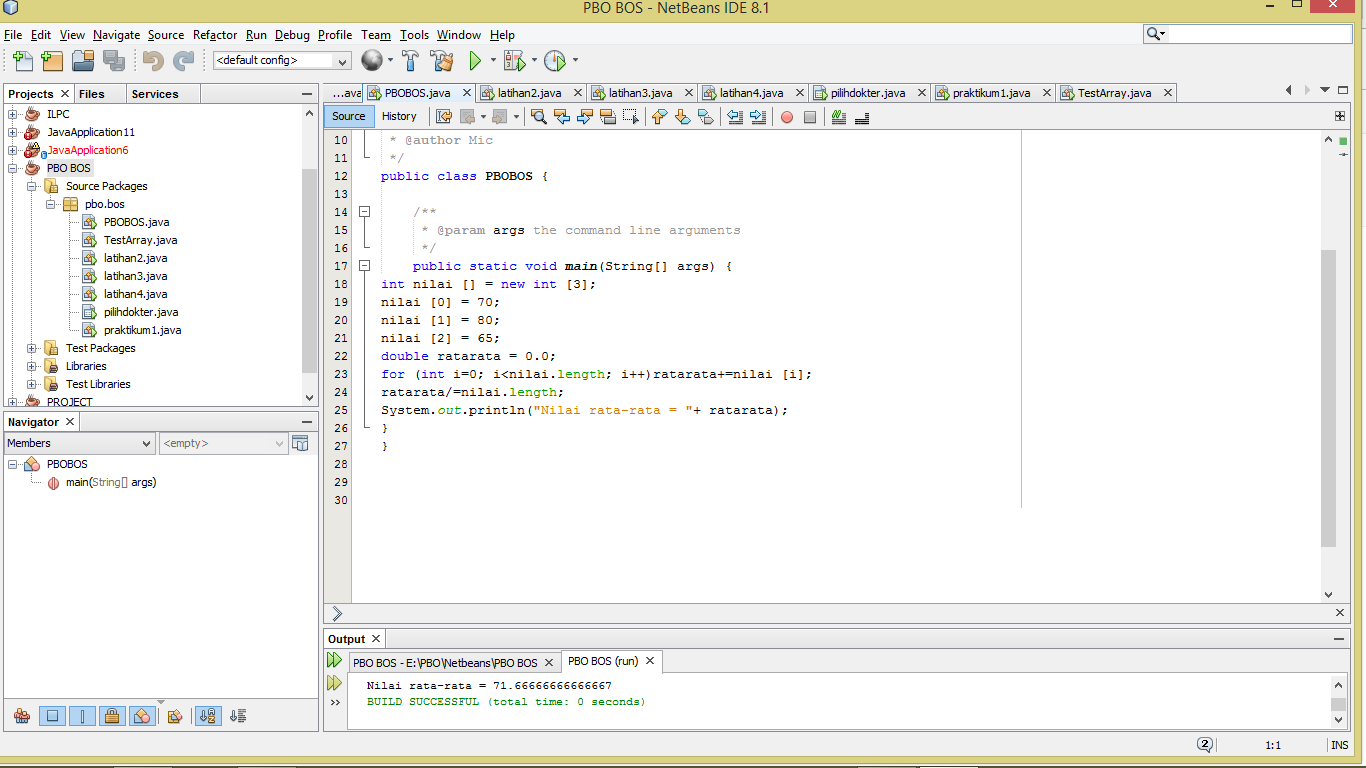 PBO BOS - NetBeans IDE 8.1
File Edit View Navigate Source Refactor Run Debug Profile Team Tools Window Help
<default config>
Projects Files Services
ILPC
JavaApplication11
JavaApplication6
PBO BOS
Source Packages
pbo.bos
PBOBOS.java
TestArray.java
latihan2.java
latihan3.java
latihan4.java
pilihdokter.java
praktikum1.java
Test Packages
Libraries
Test Libraries
PROJECT
Navigator
Members <empty>
PBOBOS
main(String[] args)
...ava PBOBOS.java latihan2.java latihan3.java latihan4.java pilihdokter.java praktikum1.java TestArray.java
Source History
10 * @author Mic
11 */
12 public class PBOBOS {
13
14 /**
15 * @param args the command line arguments
16 */
17 public static void main(String[] args) {
18 int nilai [] = new int [3];
19 nilai [0] = 70;
20 nilai [1] = 80;
21 nilai [2] = 65;
22 double ratarata = 0.0;
23 for (int i=0; i<nilai.length; i++)ratarata+=nilai [i];
24 ratarata/=nilai.length;
25 System.out.println("Nilai rata-rata = "+ ratarata);
26 }
27 }
28
29
30
Output
PBO BOS - E:\PBO\Netbeans\PBO BOS PBO BOS (run)
Nilai rata-rata = 71.66666666666667
BUILD SUCCESSFUL (total time: 0 seconds)
2 1:1 INS